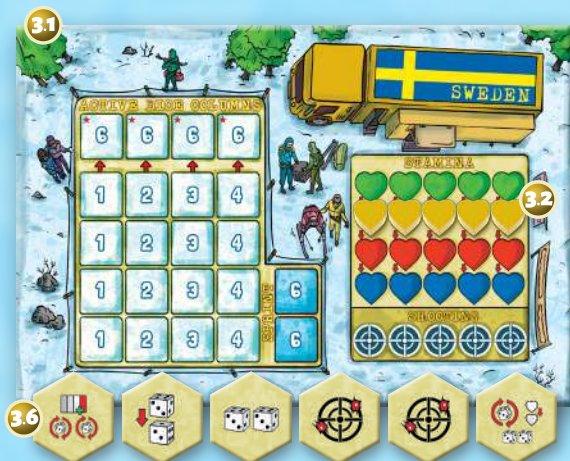 3.1
ACTIVE DICE COLUMNS
SWEDEN
6 6 6 6
STAMINA
1 2 3 4
3.2
1 2 3 4
1 2 3 4
SPRINT
6
SHOOTING
1 2 3 4
6
3.6